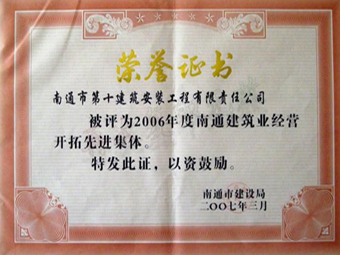 荣誉证书
南通市第十建筑安装工程有限责任公司
被评为2006年度南通建筑业经营
开拓先进集体。
特发此证，以资鼓励。
南通市建设局
二〇〇七年三月